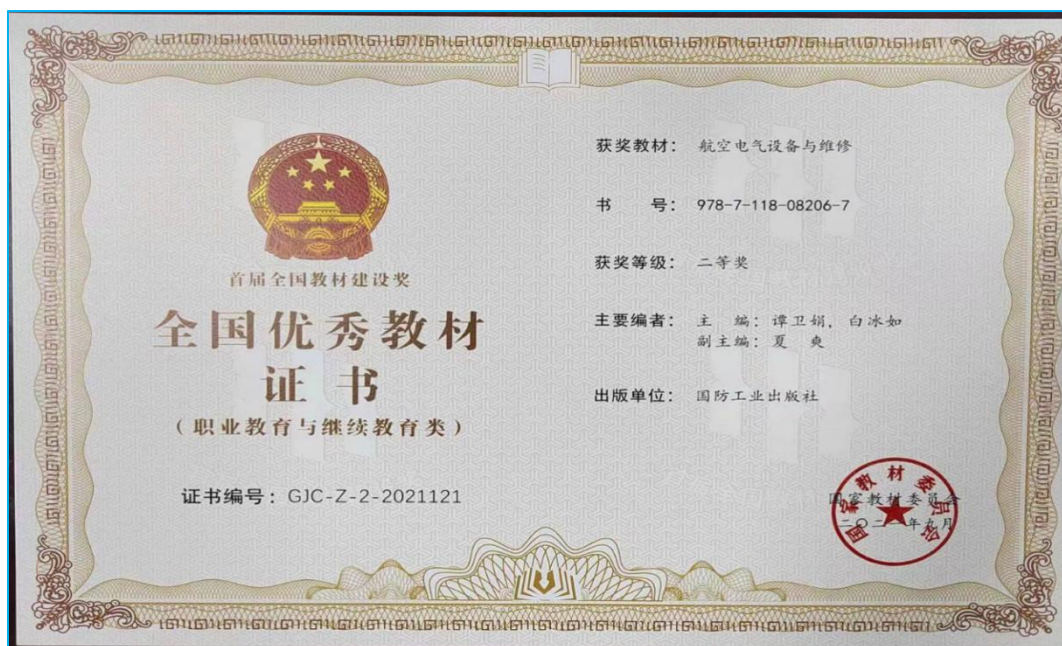 首届全国教材建设奖
全国优秀教材
证书
(职业教育与继续教育类)
证书编号:GJC-Z-2-2021121
获奖教材: 航空电气设备与维修
书 号: 978-7-118-08206-7
获奖等级: 二等奖
主要编者: 主 编:谭卫娟,白冰如
副主编:夏 爽
出版单位: 国防工业出版社
国家教材委员会
二〇二一年九月
国家教材委员会